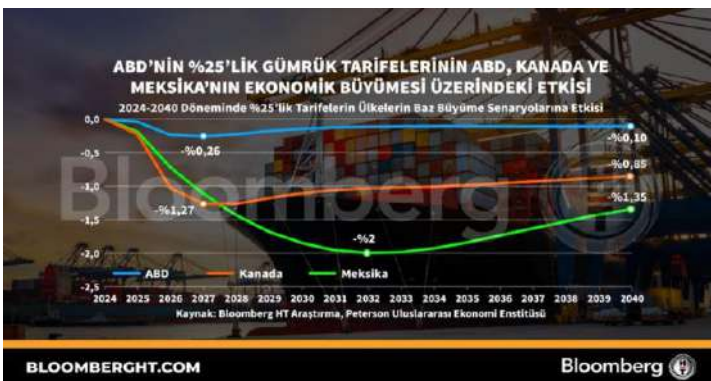 ABD'NİN %25'LİK GÜMRÜK TARİFELERİNİN ABD, KANADA VE
MEKSİKA'NIN EKONOMİK BÜYÜMESİ ÜZERİNDEKİ ETKİSİ
2024-2040 Döneminde %25'lik Tarifelerin Ülkelerin Baz Büyüme Senaryolarına Etkisi
0,0
-0,5
-1,0
-1,5
-2,0
-2,5
-%0,26
-%1,27
-%2
-%0,10
-%0,85
-%1,35
Bloomberg
ABD Kanada Meksika
2024 2025 2026 2027 2028 2029 2030 2031 2032 2033 2034 2035 2036 2037 2038 2039 2040
Kaynak: Bloomberg HT Araştırma, Peterson Uluslararası Ekonomi Enstitüsü
BLOOMBERGHT.COM
Bloomberg HT